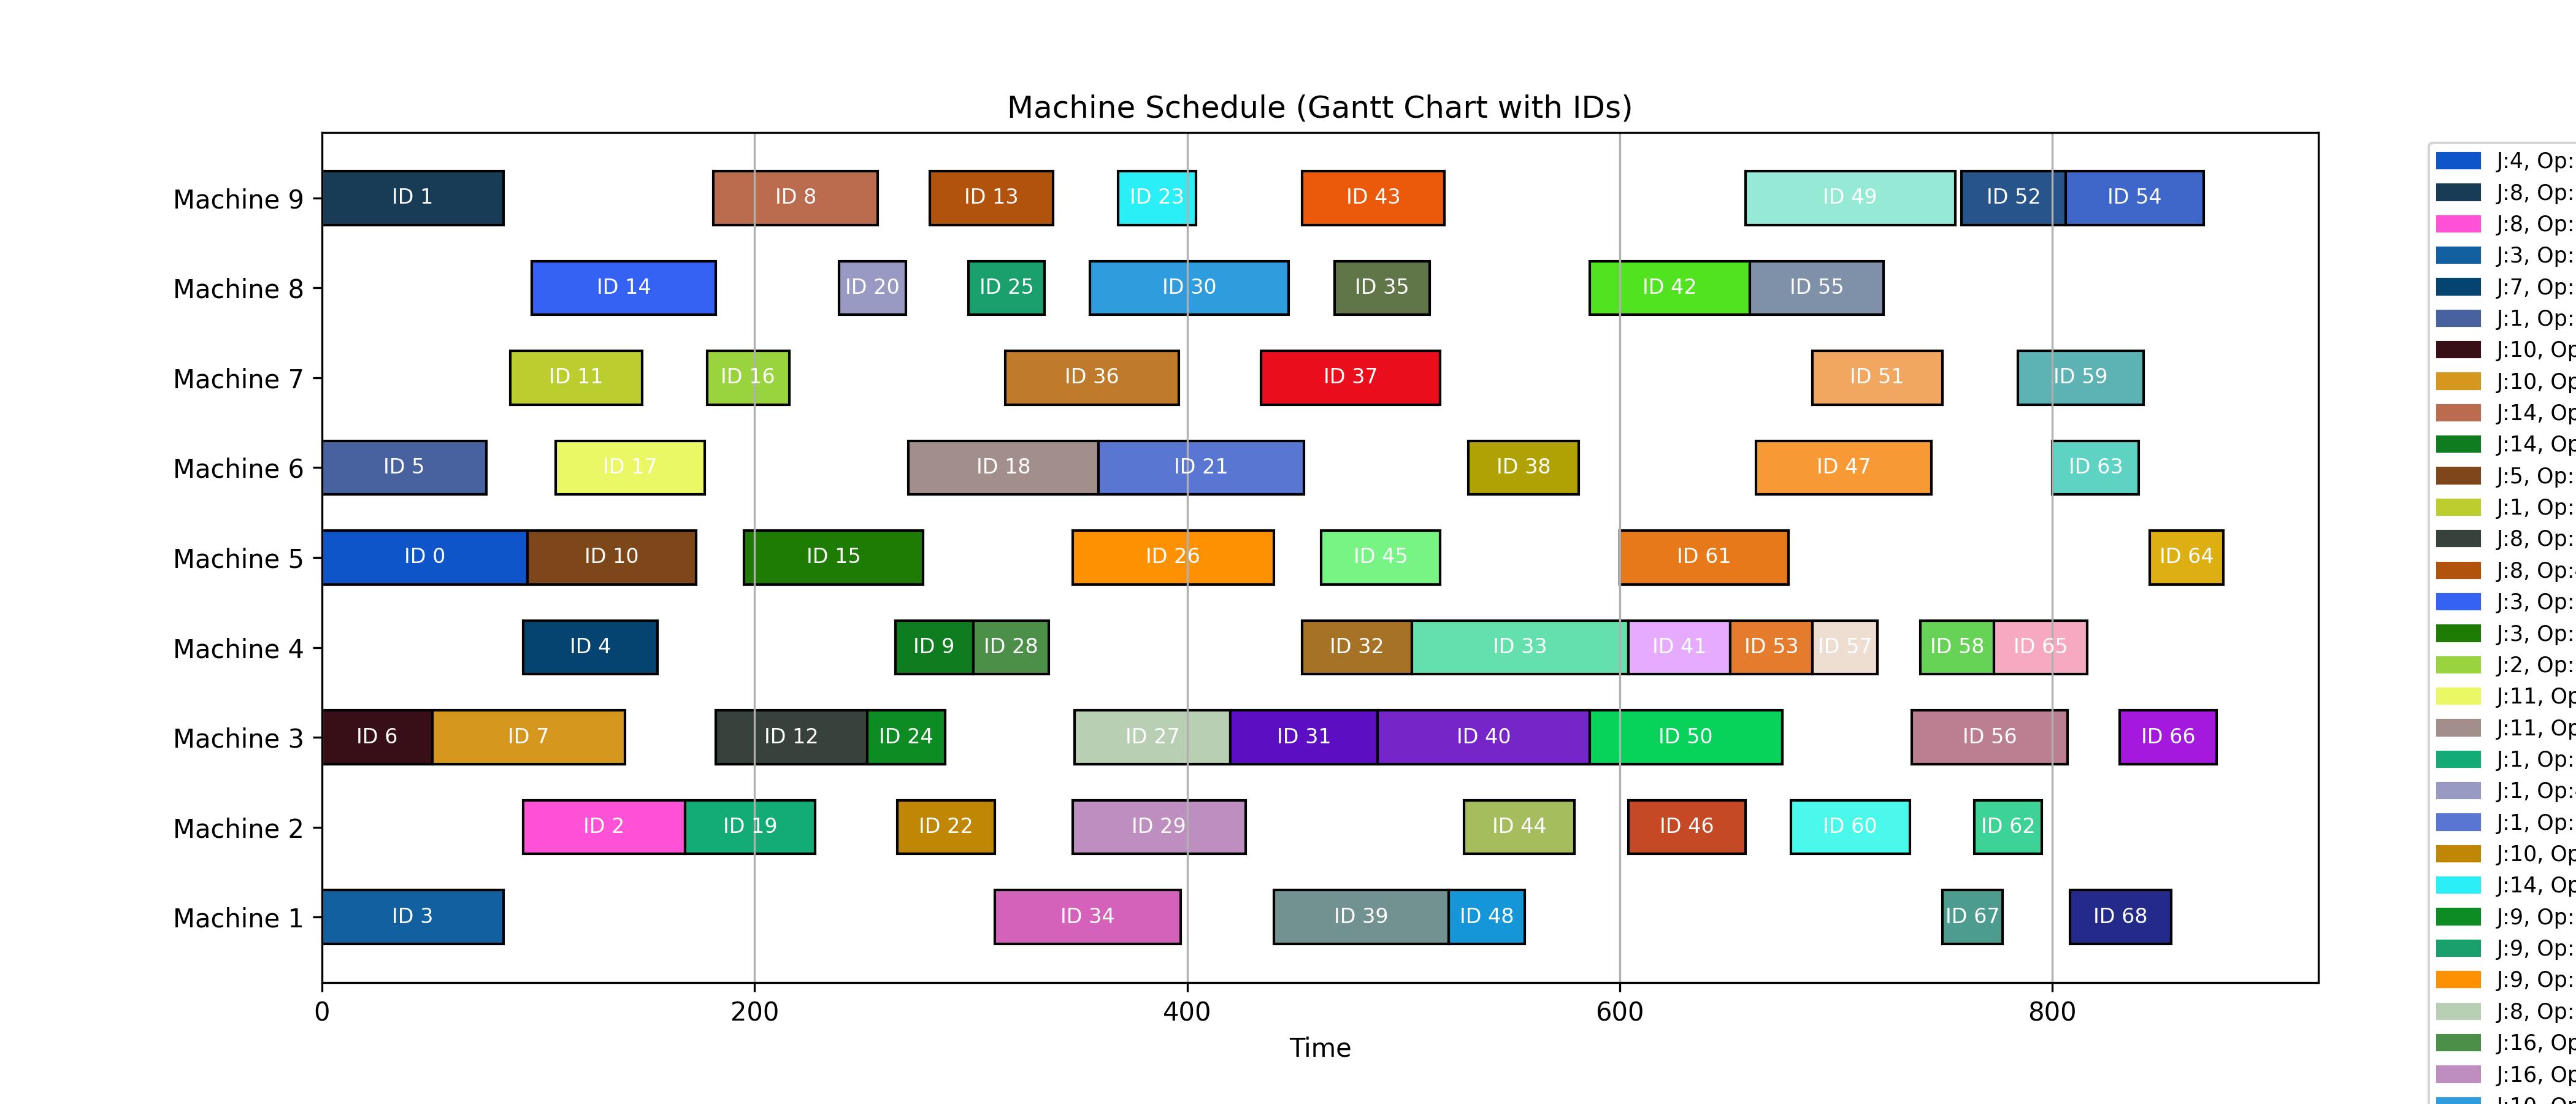 Machine Schedule (Gantt Chart with IDs)
Machine 9
ID 1
ID 8
ID 13
ID 23
ID 43
ID 49
ID 52
ID 54
Machine 8
ID 14
ID 20
ID 25
ID 30
ID 35
ID 42
ID 55
Machine 7
ID 11
ID 16
ID 36
ID 37
ID 51
ID 59
Machine 6
ID 5
ID 17
ID 18
ID 21
ID 38
ID 47
ID 63
Machine 5
ID 0
ID 10
ID 15
ID 26
ID 45
ID 61
ID 64
Machine 4
ID 4
ID 9
ID 28
ID 32
ID 33
ID 41
ID 53
ID 57
ID 58
ID 65
Machine 3
ID 6
ID 7
ID 12
ID 24
ID 27
ID 31
ID 40
ID 50
ID 56
ID 66
Machine 2
ID 2
ID 19
ID 22
ID 29
ID 44
ID 46
ID 60
ID 62
Machine 1
ID 3
ID 34
ID 39
ID 48
ID 67
ID 68
0
200
400
600
800
Time
J:4, Op:
J:8, Op:
J:8, Op:
J:3, Op:
J:7, Op:
J:1, Op:
J:10, Op
J:10, Op
J:14, Op
J:14, Op
J:5, Op:
J:1, Op:
J:8, Op:
J:8, Op:
J:3, Op:
J:3, Op:
J:2, Op:
J:11, Op
J:11, Op
J:1, Op:
J:1, Op:
J:1, Op:
J:10, Op
J:14, Op
J:9, Op:
J:9, Op:
J:9, Op:
J:8, Op:
J:16, Op
J:16, Op
J:10, Op